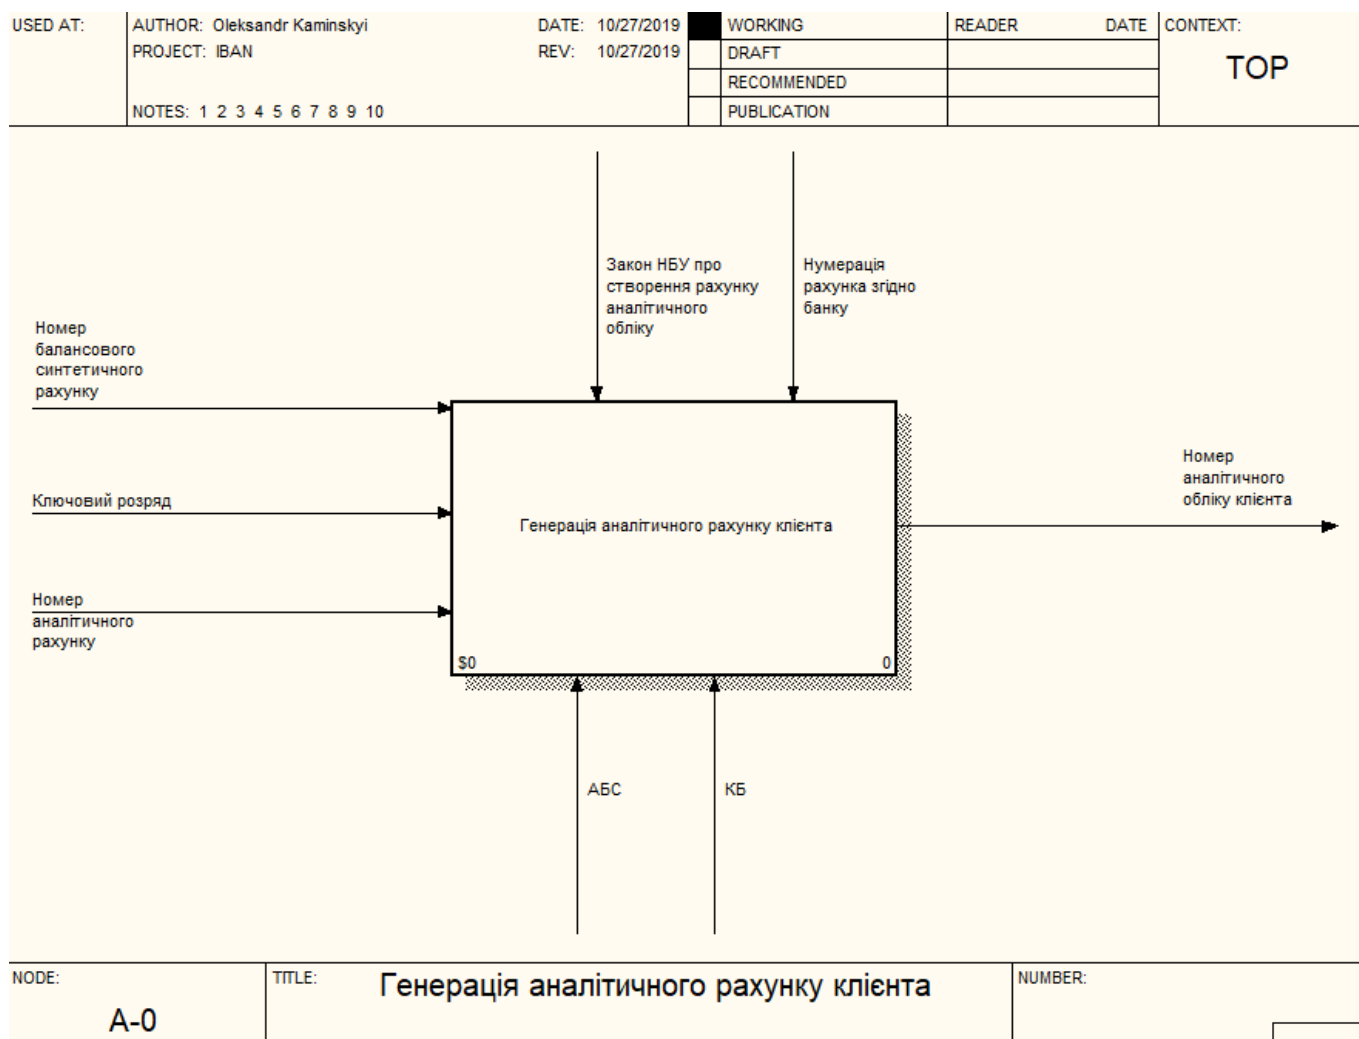 USED AT:
AUTHOR: Oleksandr Kaminskyi
DATE: 10/27/2019
PROJECT: IBAN
REV: 10/27/2019
NOTES: 1 2 3 4 5 6 7 8 9 10
WORKING
DRAFT
RECOMMENDED
PUBLICATION
READER DATE
CONTEXT:
TOP
Закон НБУ про
створення рахунку
аналітичного
обліку
Нумерація
рахунка згідно
банку
Номер
балансового
синтетичного
рахунку
Ключовий розряд
Номер
аналітичного
рахунку
Генерація аналітичного рахунку клієнта
$0
0
Номер
аналітичного
обліку клієнта
АБС
КБ
NODE:
A-0
TITLE:
Генерація аналітичного рахунку клієнта
NUMBER: